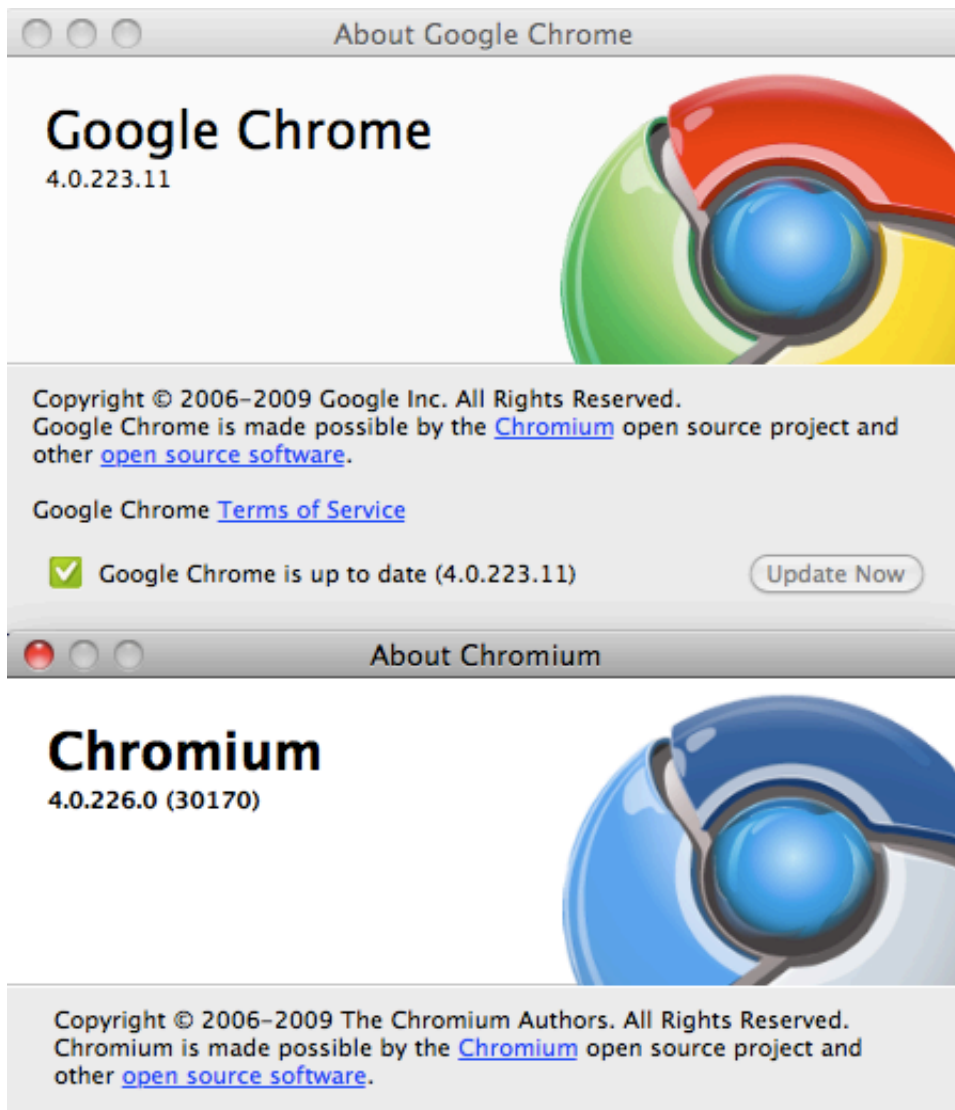 About Google Chrome
Google Chrome
4.0.223.11
Copyright © 2006–2009 Google Inc. All Rights Reserved.
Google Chrome is made possible by the Chromium open source project and
other open source software.
Google Chrome Terms of Service
Google Chrome is up to date (4.0.223.11)
Update Now
About Chromium
Chromium
4.0.226.0 (30170)
Copyright © 2006–2009 The Chromium Authors. All Rights Reserved.
Chromium is made possible by the Chromium open source project and
other open source software.